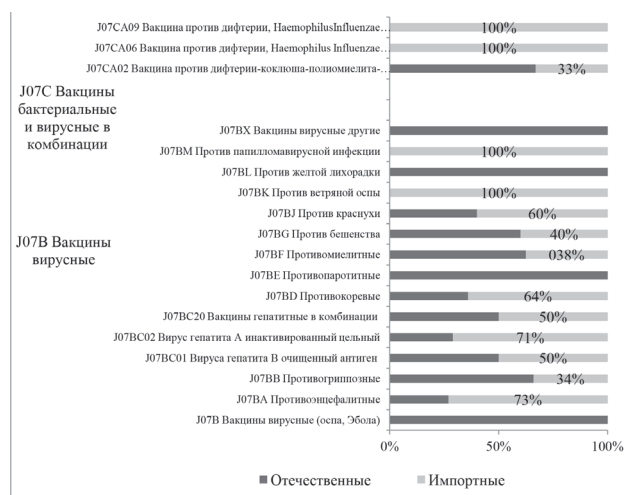 J07CA09 Вакцина против дифтерии, HaemophilusInfluenzae… 100%
J07CA06 Вакцина против дифтерии, Haemophilus Influenzae… 100%
J07CA02 Вакцина против дифтерии-коклюша-полиомиелита-… 33%
J07C Вакцины
бактериальные
и вирусные в
комбинации
J07BX Вакцины вирусные другие
J07BM Против папилломавирусной инфекции 100%
J07BL Против желтой лихорадки
J07BK Против ветряной оспы 100%
J07BJ Против краснухи 60%
J07BG Против бешенства 40%
J07B Вакцины
вирусные
J07BF Противомиелитные 038%
J07BE Противопаротитные
J07BD Противокоревые 64%
J07BC20 Вакцины гепатитные в комбинации 50%
J07BC02 Вирус гепатита А инактивированный цельный 71%
J07BC01 Вируса гепатита В очищенный антиген 50%
J07BB Противогриппозные 34%
J07BA Противоэнцефалитные 73%
J07B Вакцины вирусные (оспа, Эбола)
0% 50% 100%
Отечественные Импортные